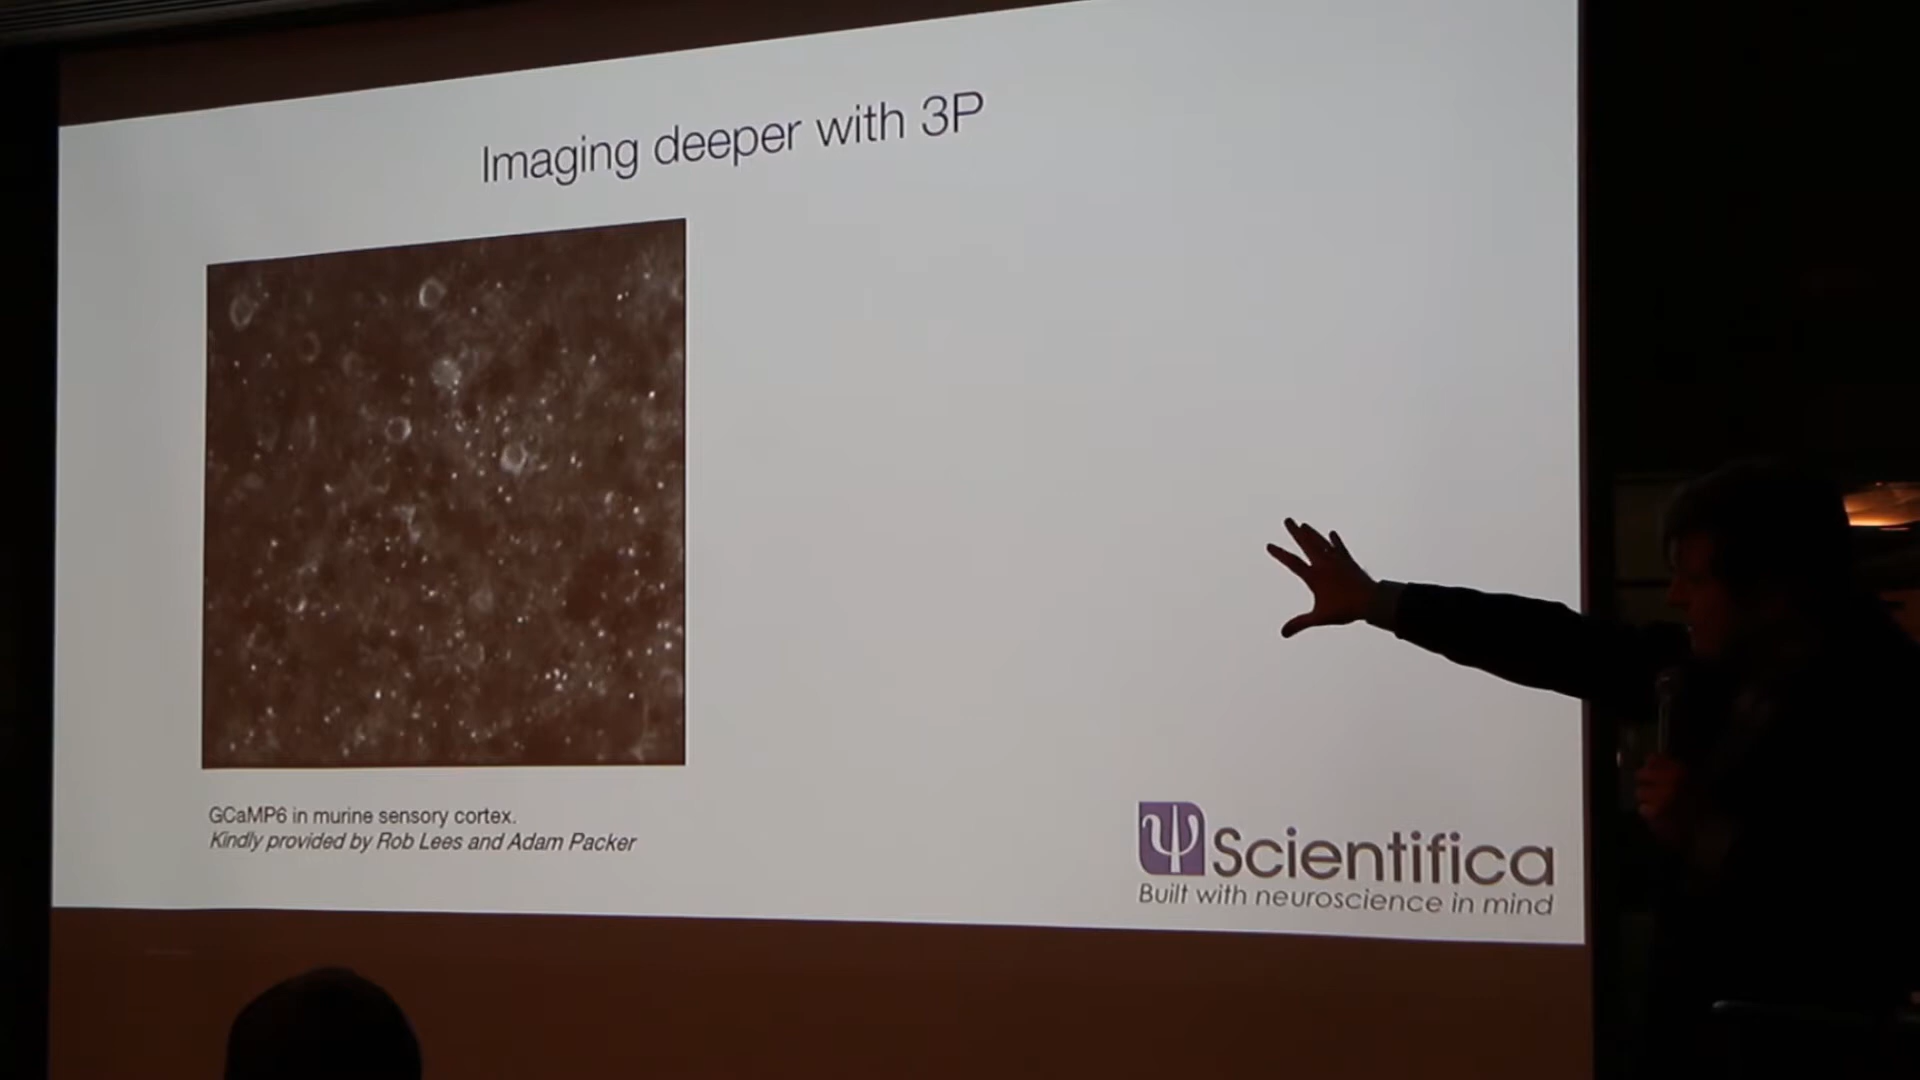 Imaging deeper with 3P
GCaMP6 in murine sensory cortex.
Kindly provided by Rob Lees and Adam Packer
Scientifica
Built with neuroscience in mind